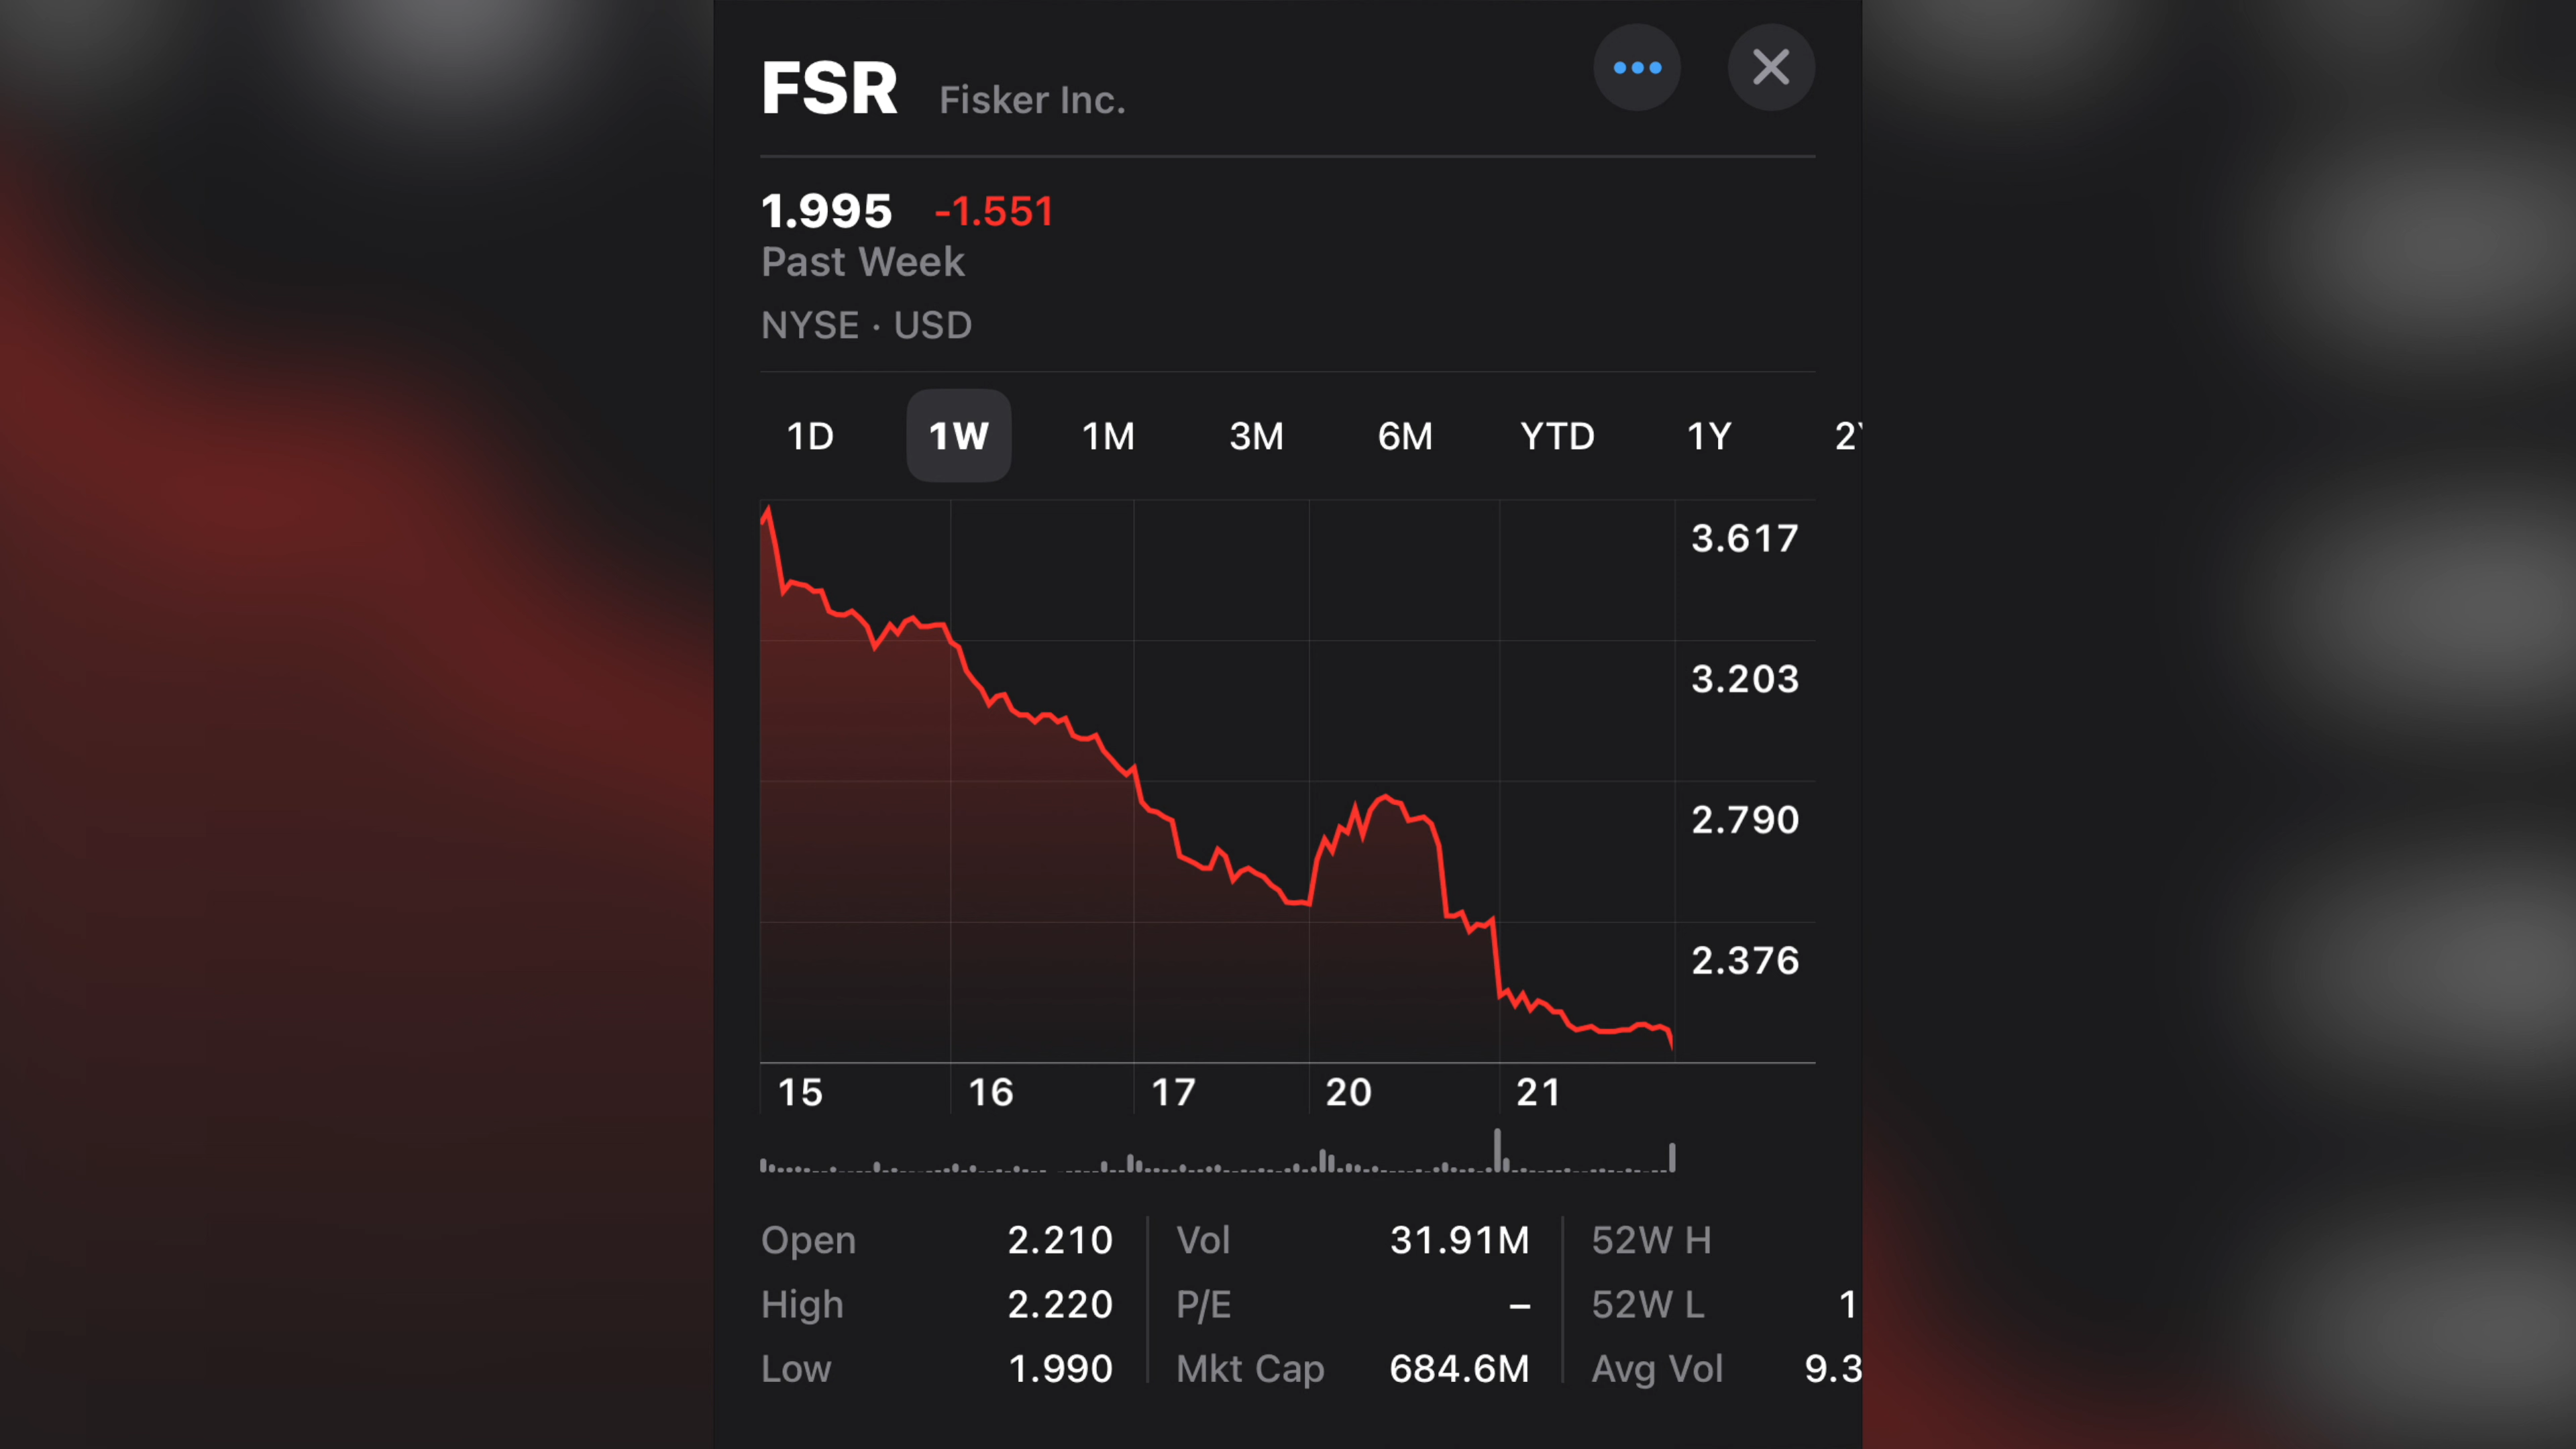 FSR Fisker Inc.
1.995 -1.551
Past Week
NYSE · USD
1D 1W 1M 3M 6M YTD 1Y
3.617
3.203
2.790
2.376
15 16 17 20 21
Open 2.210 Vol 31.91M 52W H
High 2.220 P/E – 52W L 1
Low 1.990 Mkt Cap 684.6M Avg Vol 9.3